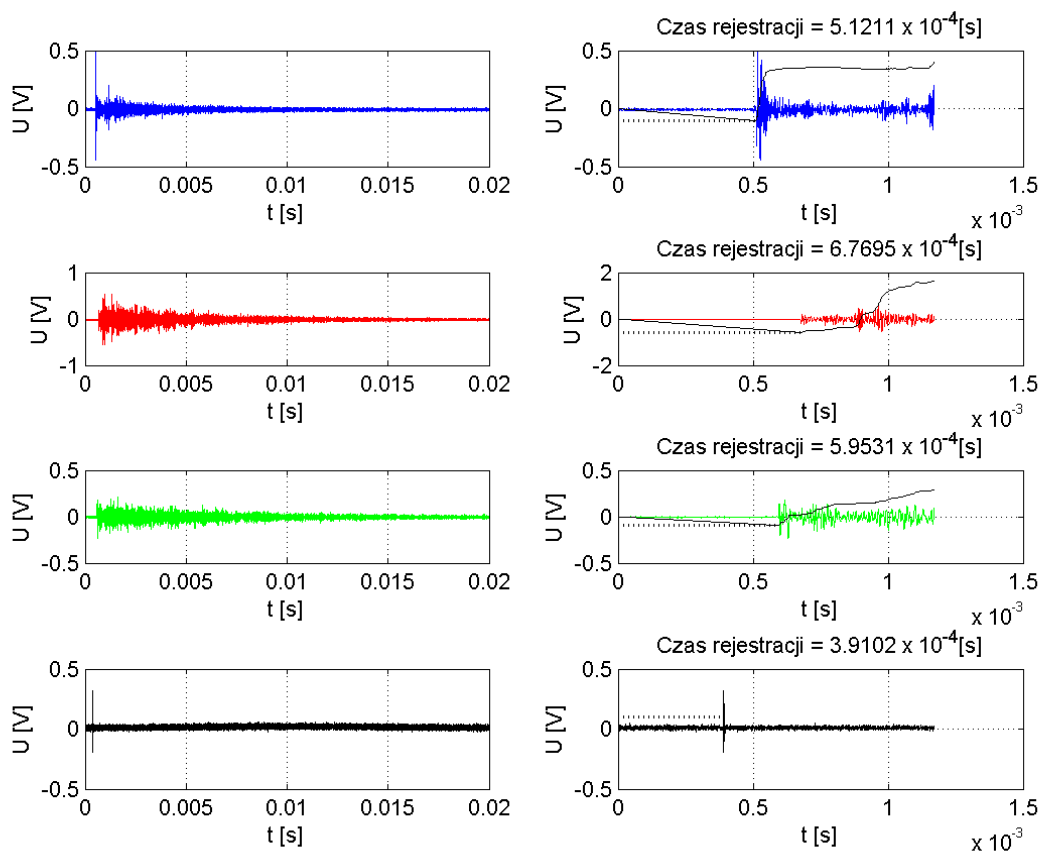 0.5
0
-0.5
U [V]
0 0.005 0.01 0.015 0.02
t [s]
Czas rejestracji = 5.1211 x 10⁻⁴[s]
0.5
0
-0.5
U [V]
0 0.5 1 1.5
t [s]
x 10⁻³
1
0
-1
U [V]
0 0.005 0.01 0.015 0.02
t [s]
Czas rejestracji = 6.7695 x 10⁻⁴[s]
2
0
-2
U [V]
0 0.5 1 1.5
t [s]
x 10⁻³
0.5
0
-0.5
U [V]
0 0.005 0.01 0.015 0.02
t [s]
Czas rejestracji = 5.9531 x 10⁻⁴[s]
0.5
0
-0.5
U [V]
0 0.5 1 1.5
t [s]
x 10⁻³
0.5
0
-0.5
U [V]
0 0.005 0.01 0.015 0.02
t [s]
Czas rejestracji = 3.9102 x 10⁻⁴[s]
0.5
0
-0.5
U [V]
0 0.5 1 1.5
t [s]
x 10⁻³